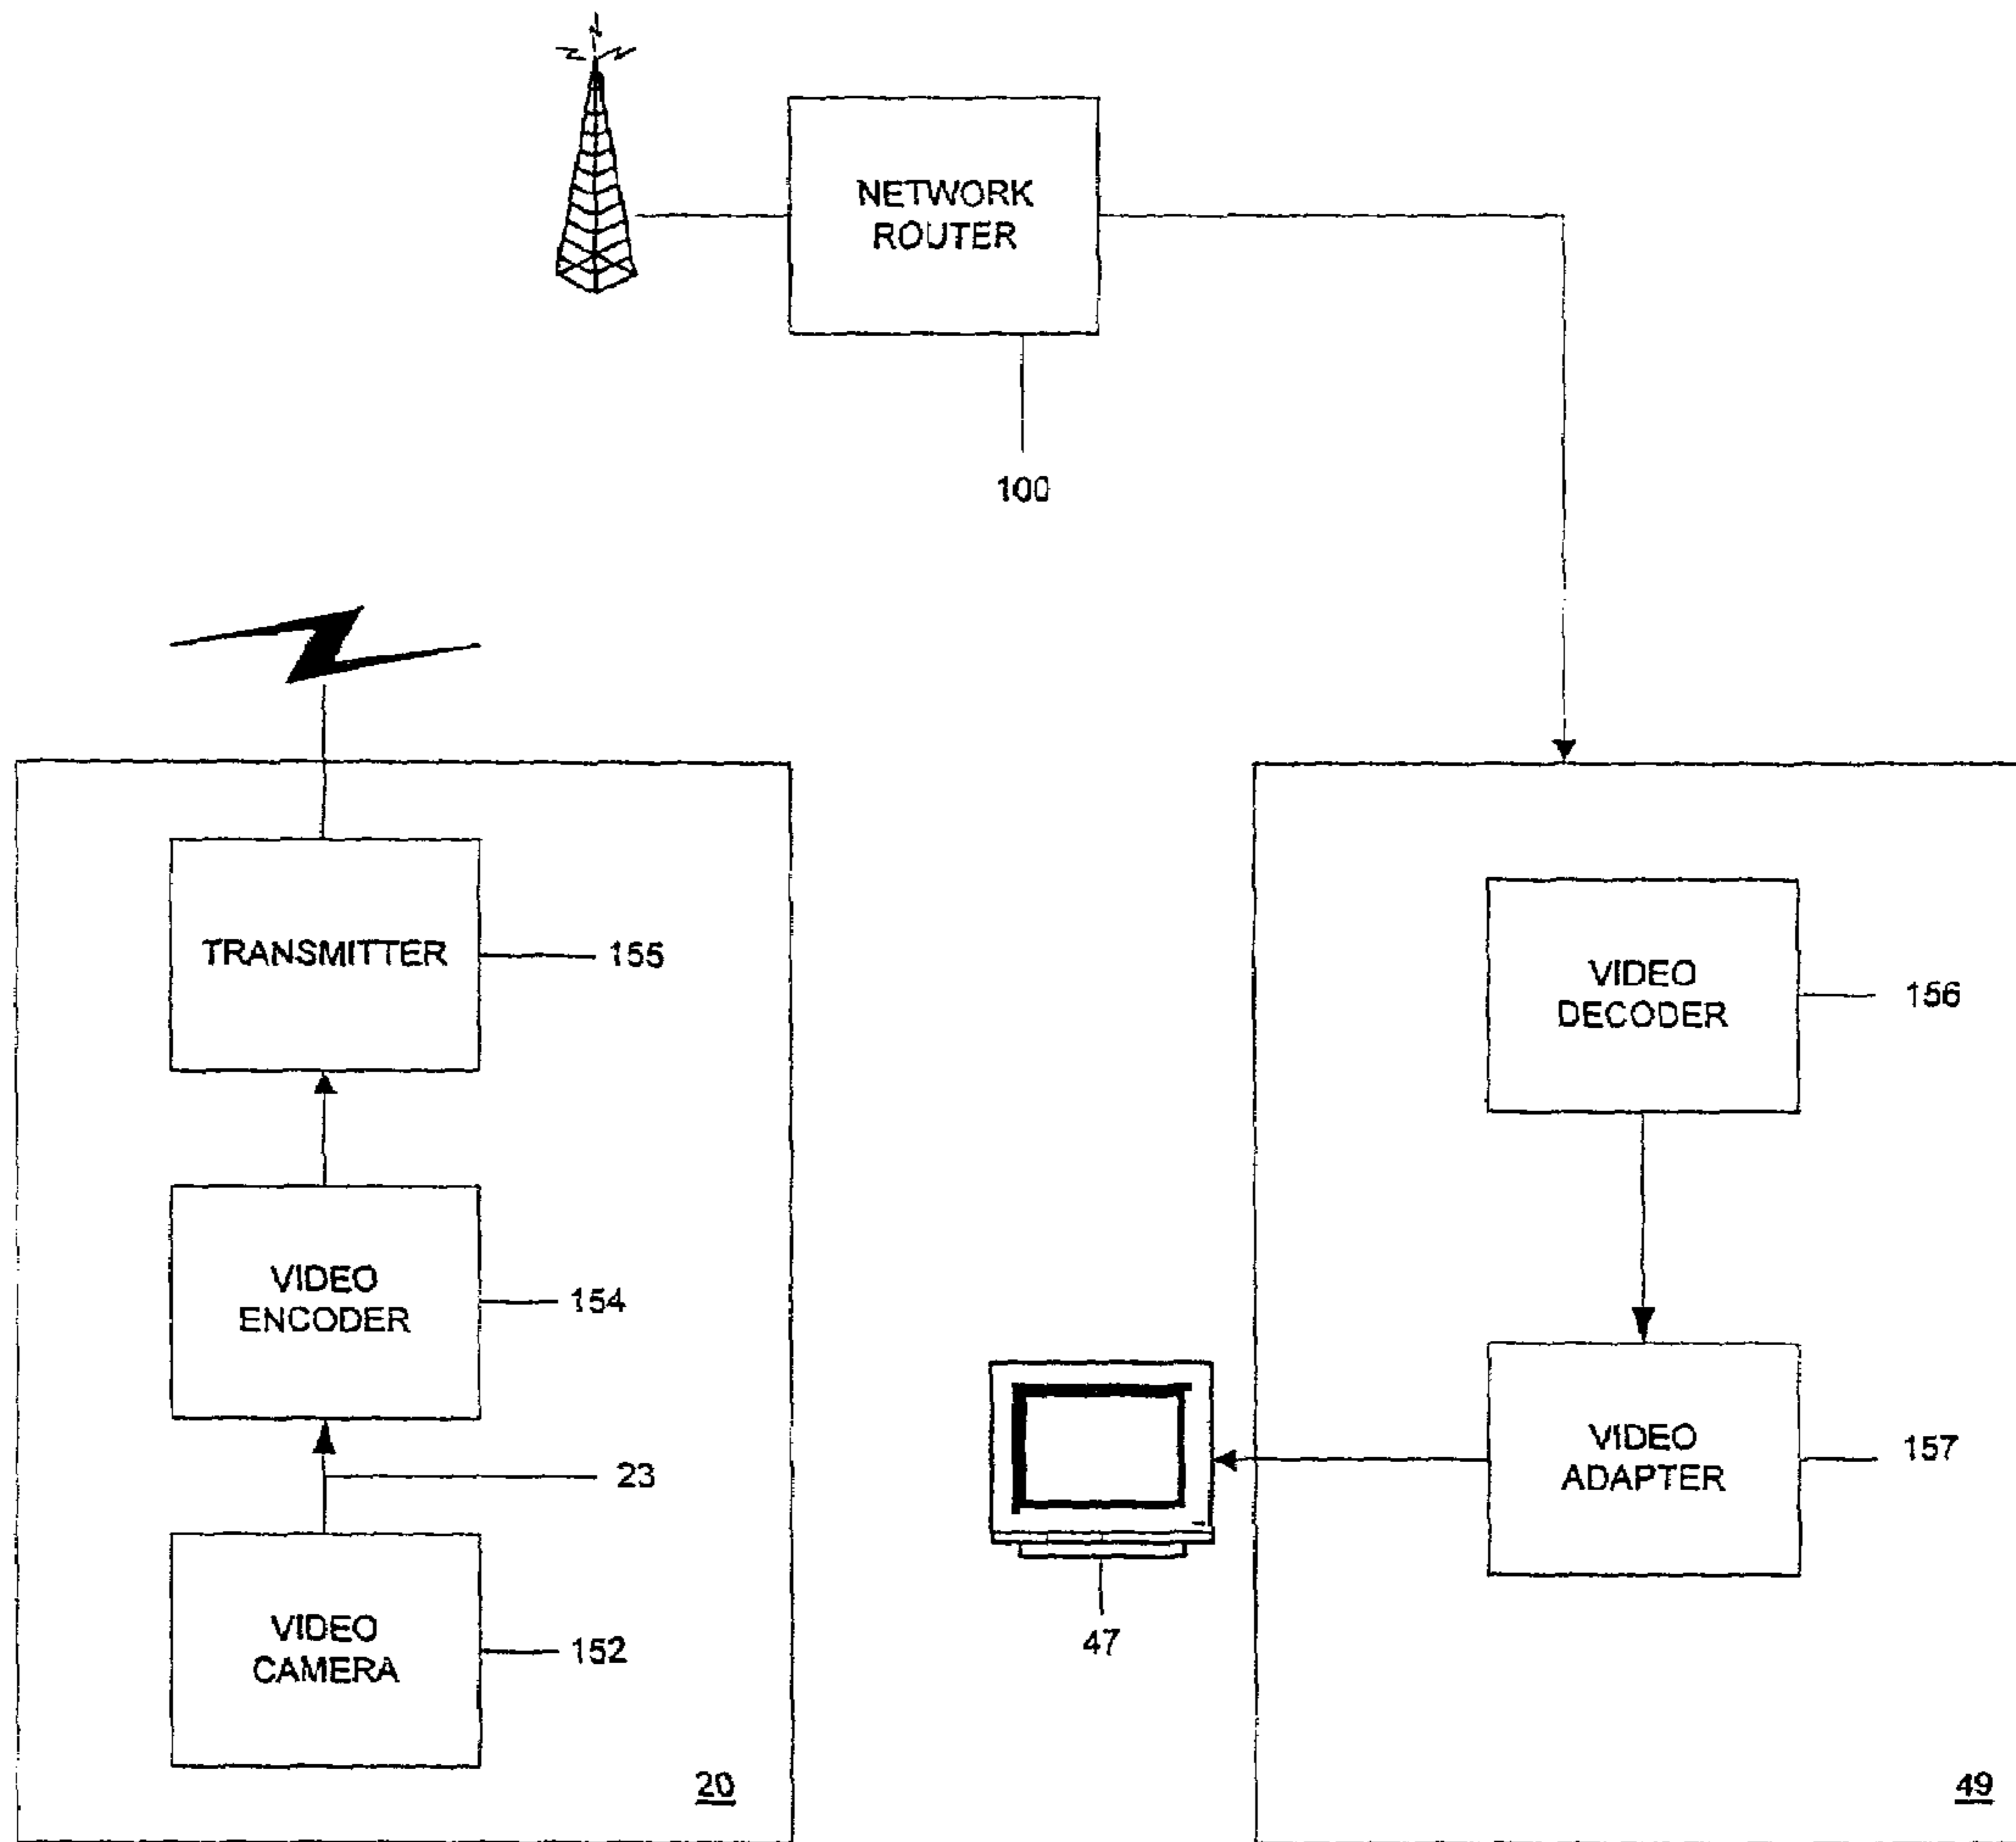 NETWORK
ROUTER
100
TRANSMITTER
155
VIDEO
DECODER
156
VIDEO
ENCODER
154
23
VIDEO
ADAPTER
157
VIDEO
CAMERA
152
47
20
49